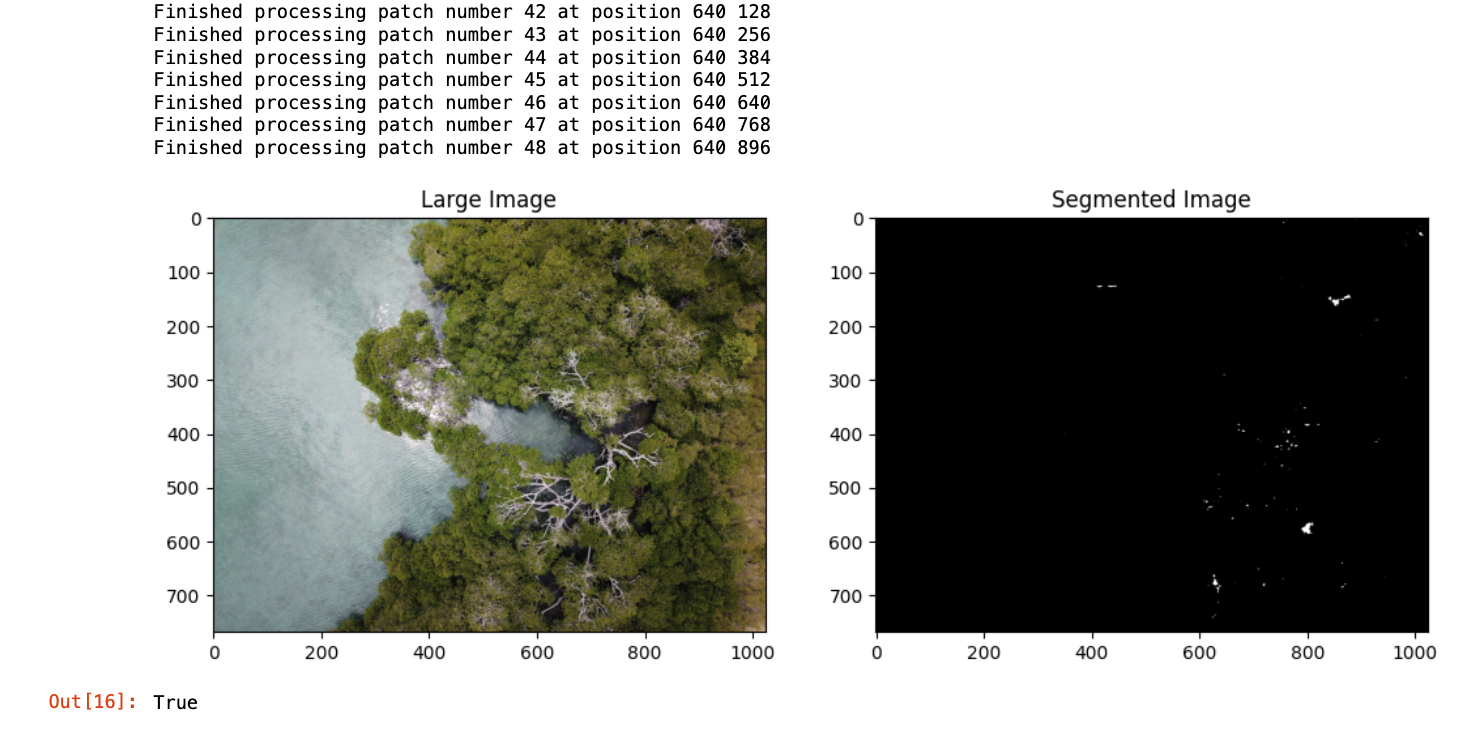 Finished processing patch number 42 at position 640 128
Finished processing patch number 43 at position 640 256
Finished processing patch number 44 at position 640 384
Finished processing patch number 45 at position 640 512
Finished processing patch number 46 at position 640 640
Finished processing patch number 47 at position 640 768
Finished processing patch number 48 at position 640 896
Large Image
0
100
200
300
400
500
600
700
0 200 400 600 800 1000
Segmented Image
0
100
200
300
400
500
600
700
0 200 400 600 800 1000
Out[16]: True